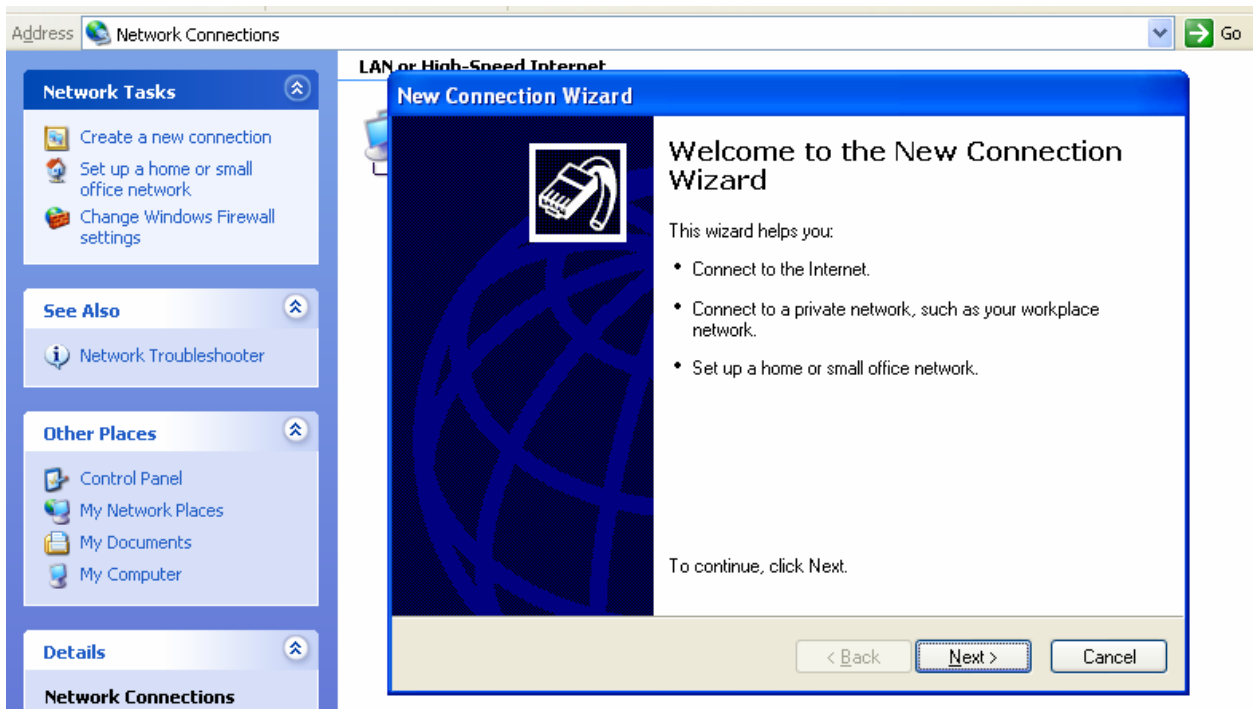 Address Network Connections Go
LAN or High-Speed Internet
Network Tasks
Create a new connection
Set up a home or small
office network
Change Windows Firewall
settings
See Also
Network Troubleshooter
Other Places
Control Panel
My Network Places
My Documents
My Computer
Details
Network Connections
New Connection Wizard
Welcome to the New Connection
Wizard
This wizard helps you:
• Connect to the Internet.
• Connect to a private network, such as your workplace
network.
• Set up a home or small office network.
To continue, click Next.
< Back Next > Cancel